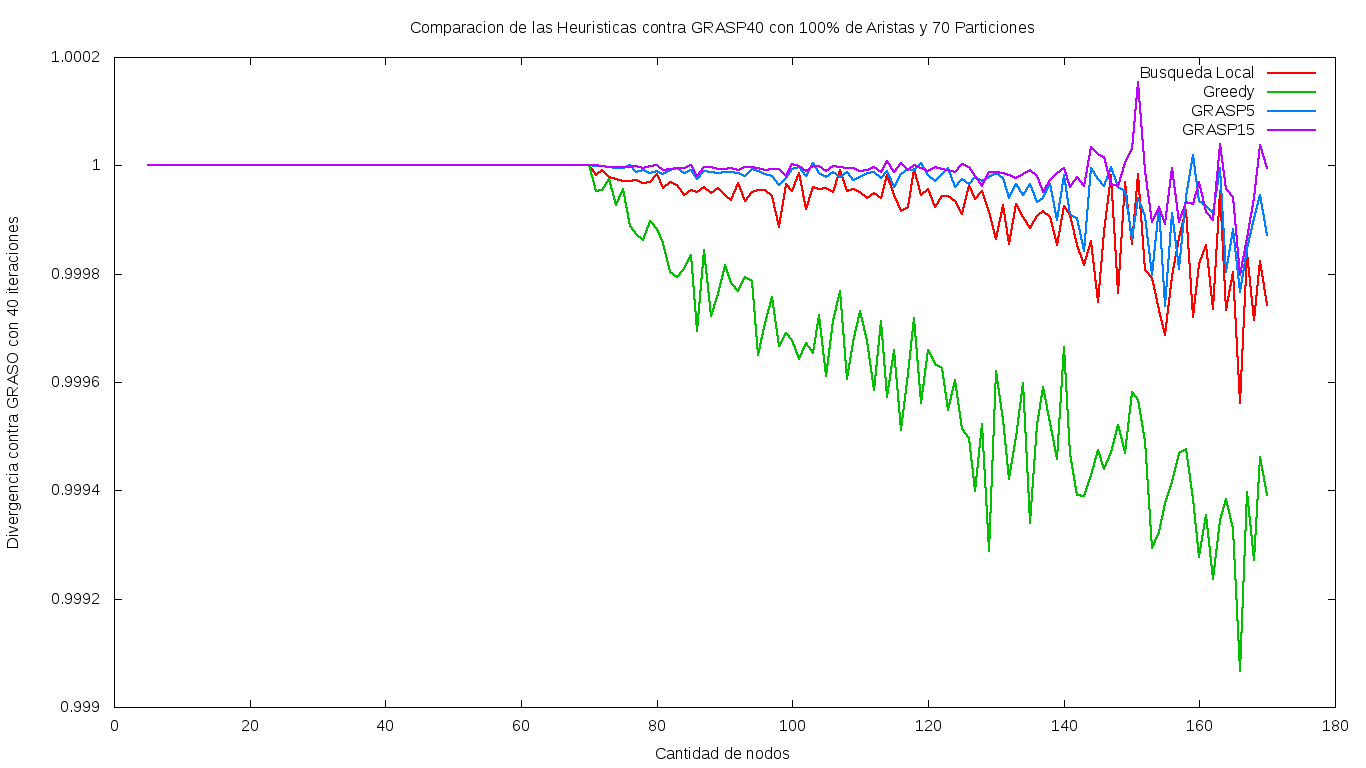 Comparacion de las Heuristicas contra GRASP40 con 100% de Aristas y 70 Particiones
Divergencia contra GRASO con 40 iteraciones
1.0002
1
0.9998
0.9996
0.9994
0.9992
0.999
Busqueda Local
Greedy
GRASP5
GRASP15
0 20 40 60 80 100 120 140 160 180
Cantidad de nodos